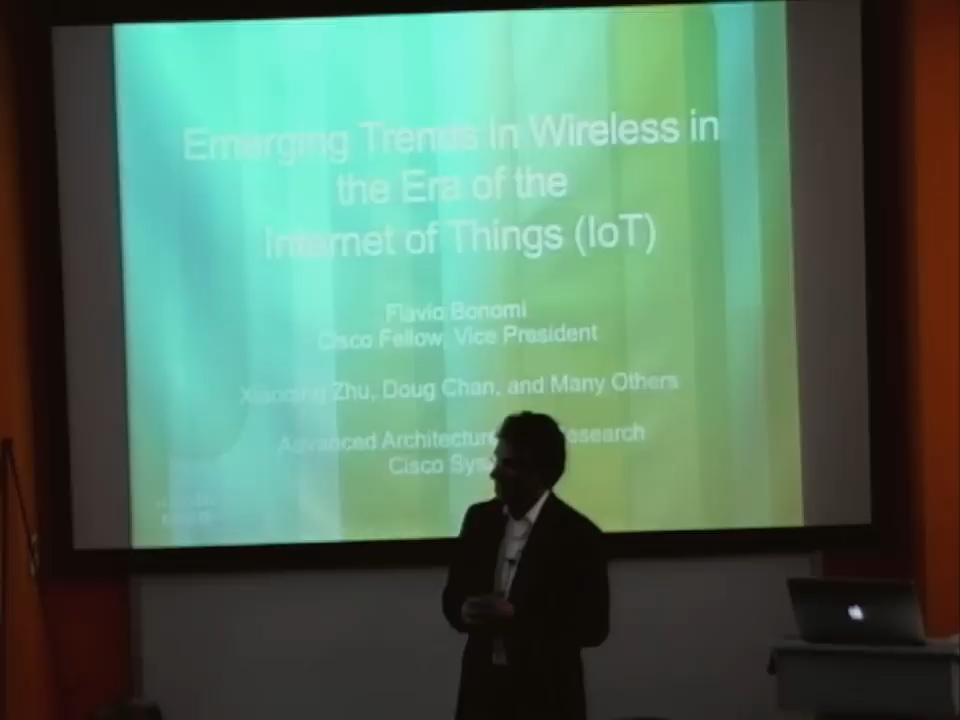 Emerging Trends in Wireless in
the Era of the
Internet of Things (IoT)
Flavio Bonomi
Cisco Fellow, Vice President
Zhu, Doug Chan, and Many Others
Advanced Architecture Research
Cisco